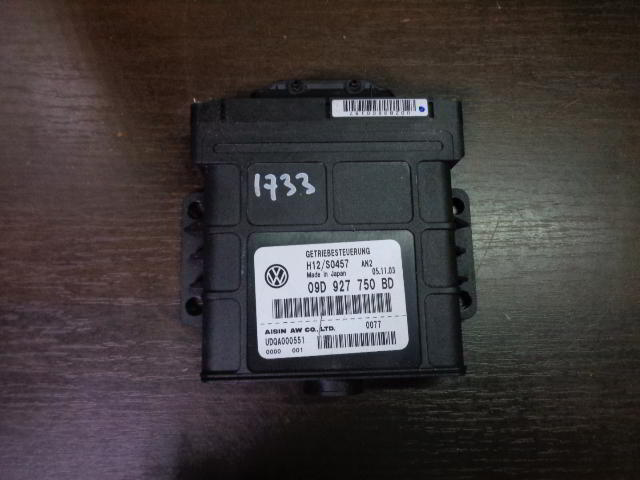 1733
GETRIEBESTEUERUNG
H12/S0457 AN2
Made in Japan 05.11.03
09D 927 750 BD
AISIN AW CO., LTD. 0077
UDQA000551
0000 001